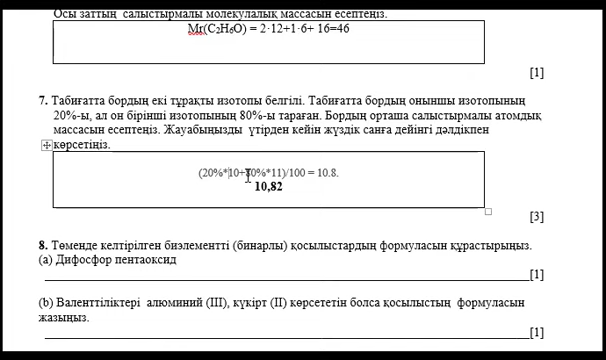 Осы заттың салыстырмалы молекулалық массасын есептеңіз.
Mr(C₂H₆O) = 2·12+1·6+ 16=46
[1]
7. Табиғатта бордың екі тұрақты изотопы белгілі. Табиғатта бордың оныншы изотопының
20%-ы, ал он бірінші изотопының 80%-ы тараған. Бордың орташа салыстырмалы атомдық
массасын есептеңіз. Жауабыңызды үтірден кейін жүздік санға дейінгі дәлдікпен
көрсетіңіз.
(20%*10+80%*11)/100 = 10.8.
10,82
[3]
8. Төменде келтірілген биэлементті (бинарлы) қосылыстардың формуласын құрастырыңыз.
(a) Дифосфор пентаоксид
[1]
(b) Валенттіліктері алюминий (III), күкірт (II) көрсететін болса қосылыстың формуласын
жазыңыз.
[1]